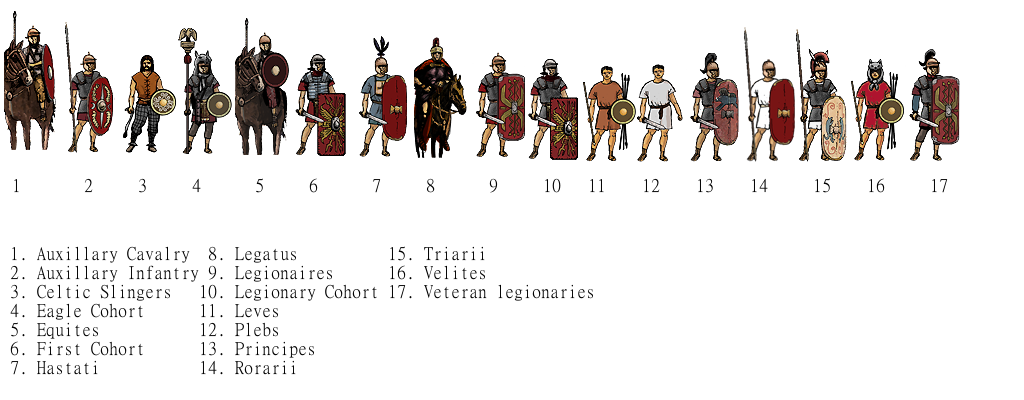 1 2 3 4 5 6 7 8 9 10 11 12 13 14 15 16 17
1. Auxillary Cavalry 8. Legatus 15. Triarii
2. Auxillary Infantry 9. Legionaires 16. Velites
3. Celtic Slingers 10. Legionary Cohort 17. Veteran legionaries
4. Eagle Cohort 11. Leves
5. Equites 12. Plebs
6. First Cohort 13. Principes
7. Hastati 14. Rorarii